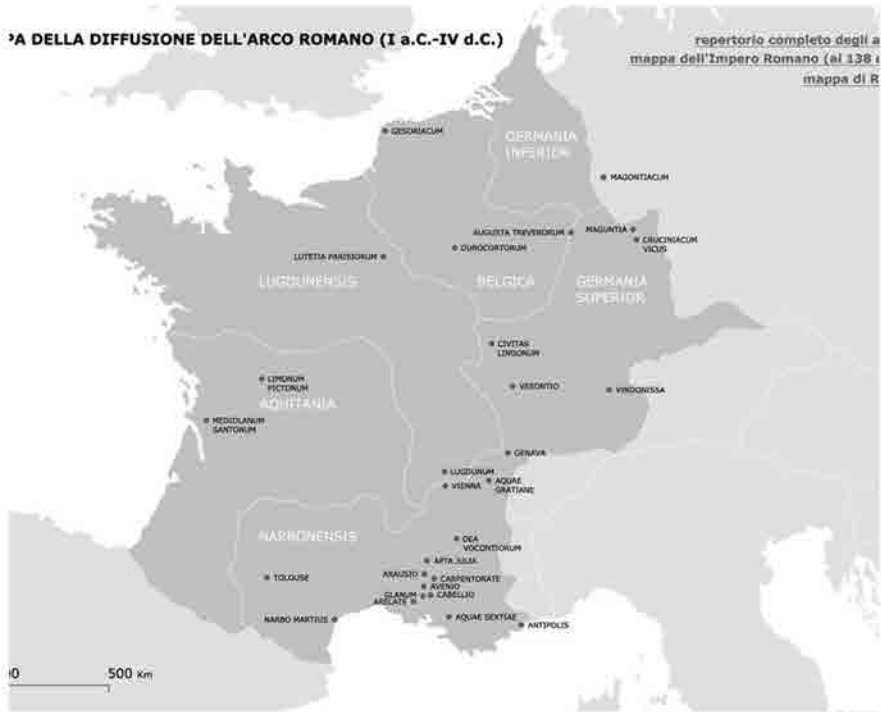 PA DELLA DIFFUSIONE DELL'ARCO ROMANO (I a.C.-IV d.C.)
repertorio completo degli a
mappa dell'Impero Romano (al 138
mappa di R
GESORIACUM
GERMANIA
INFERIOR
MAGONTIACUM
AUGUSTA TREVERORUM
MAGUNTIA
CRUCINIACUM
VICUS
DUROCORTORUM
LUTETIA PARISIORUM
LUGDUNENSIS
BELGICA
GERMANIA
SUPERIOR
CIVITAS
LINGONUM
LIMONUM
PICTONUM
VESONTIO
VINDONISSA
AQUITANIA
MEDIOLANUM
SANTONUM
GENAVA
LUGDUNUM
VIENNA
AQUAE
GRATIANE
NARBONENSIS
DEA
VOCONTIORUM
APTA JULIA
ARAUSIO
CARPENTORATE
TOLOUSE
AVENIO
GLANUM
CABELLIO
ARELATE
NARBO MARTIUS
AQUAE SEXTIAE
ANTIPOLIS
00
500 Km